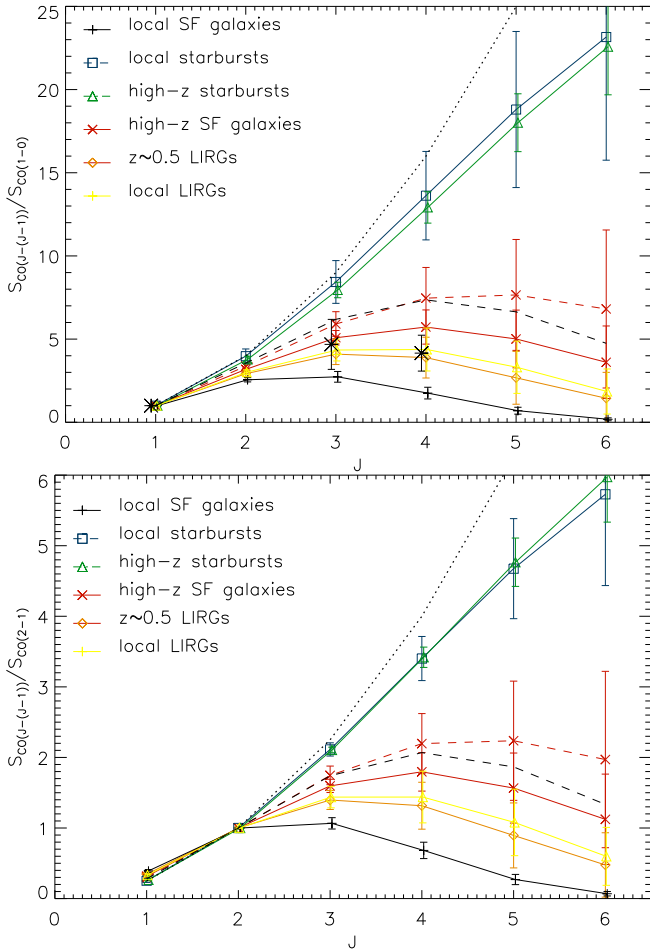 25
20
15
10
5
0
S_CO(J-(J-1))/S_CO(1-0)
local SF galaxies
local starbursts
high-z starbursts
high-z SF galaxies
z~0.5 LIRGs
local LIRGs
0 1 2 3 4 5 6
J
6
5
4
3
2
1
0
S_CO(J-(J-1))/S_CO(2-1)
local SF galaxies
local starbursts
high-z starbursts
high-z SF galaxies
z~0.5 LIRGs
local LIRGs
0 1 2 3 4 5 6
J